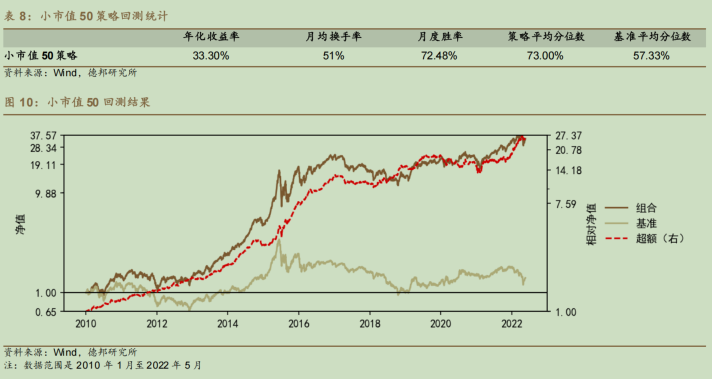 表 8：小市值 50 策略回测统计
年化收益率 月均换手率 月度胜率 策略平均分位数 基准平均分位数
小市值 50 策略 33.30% 51% 72.48% 73.00% 57.33%
资料来源：Wind，德邦研究所
图 10：小市值 50 回测结果
37.57
28.34
19.11
9.88
1.00
0.65
净值
27.37
20.78
14.18
7.59
1.00
相对净值
组合
基准
超额（右）
2010 2012 2014 2016 2018 2020 2022
资料来源：Wind，德邦研究所
注：数据范围是 2010 年 1 月至 2022 年 5 月